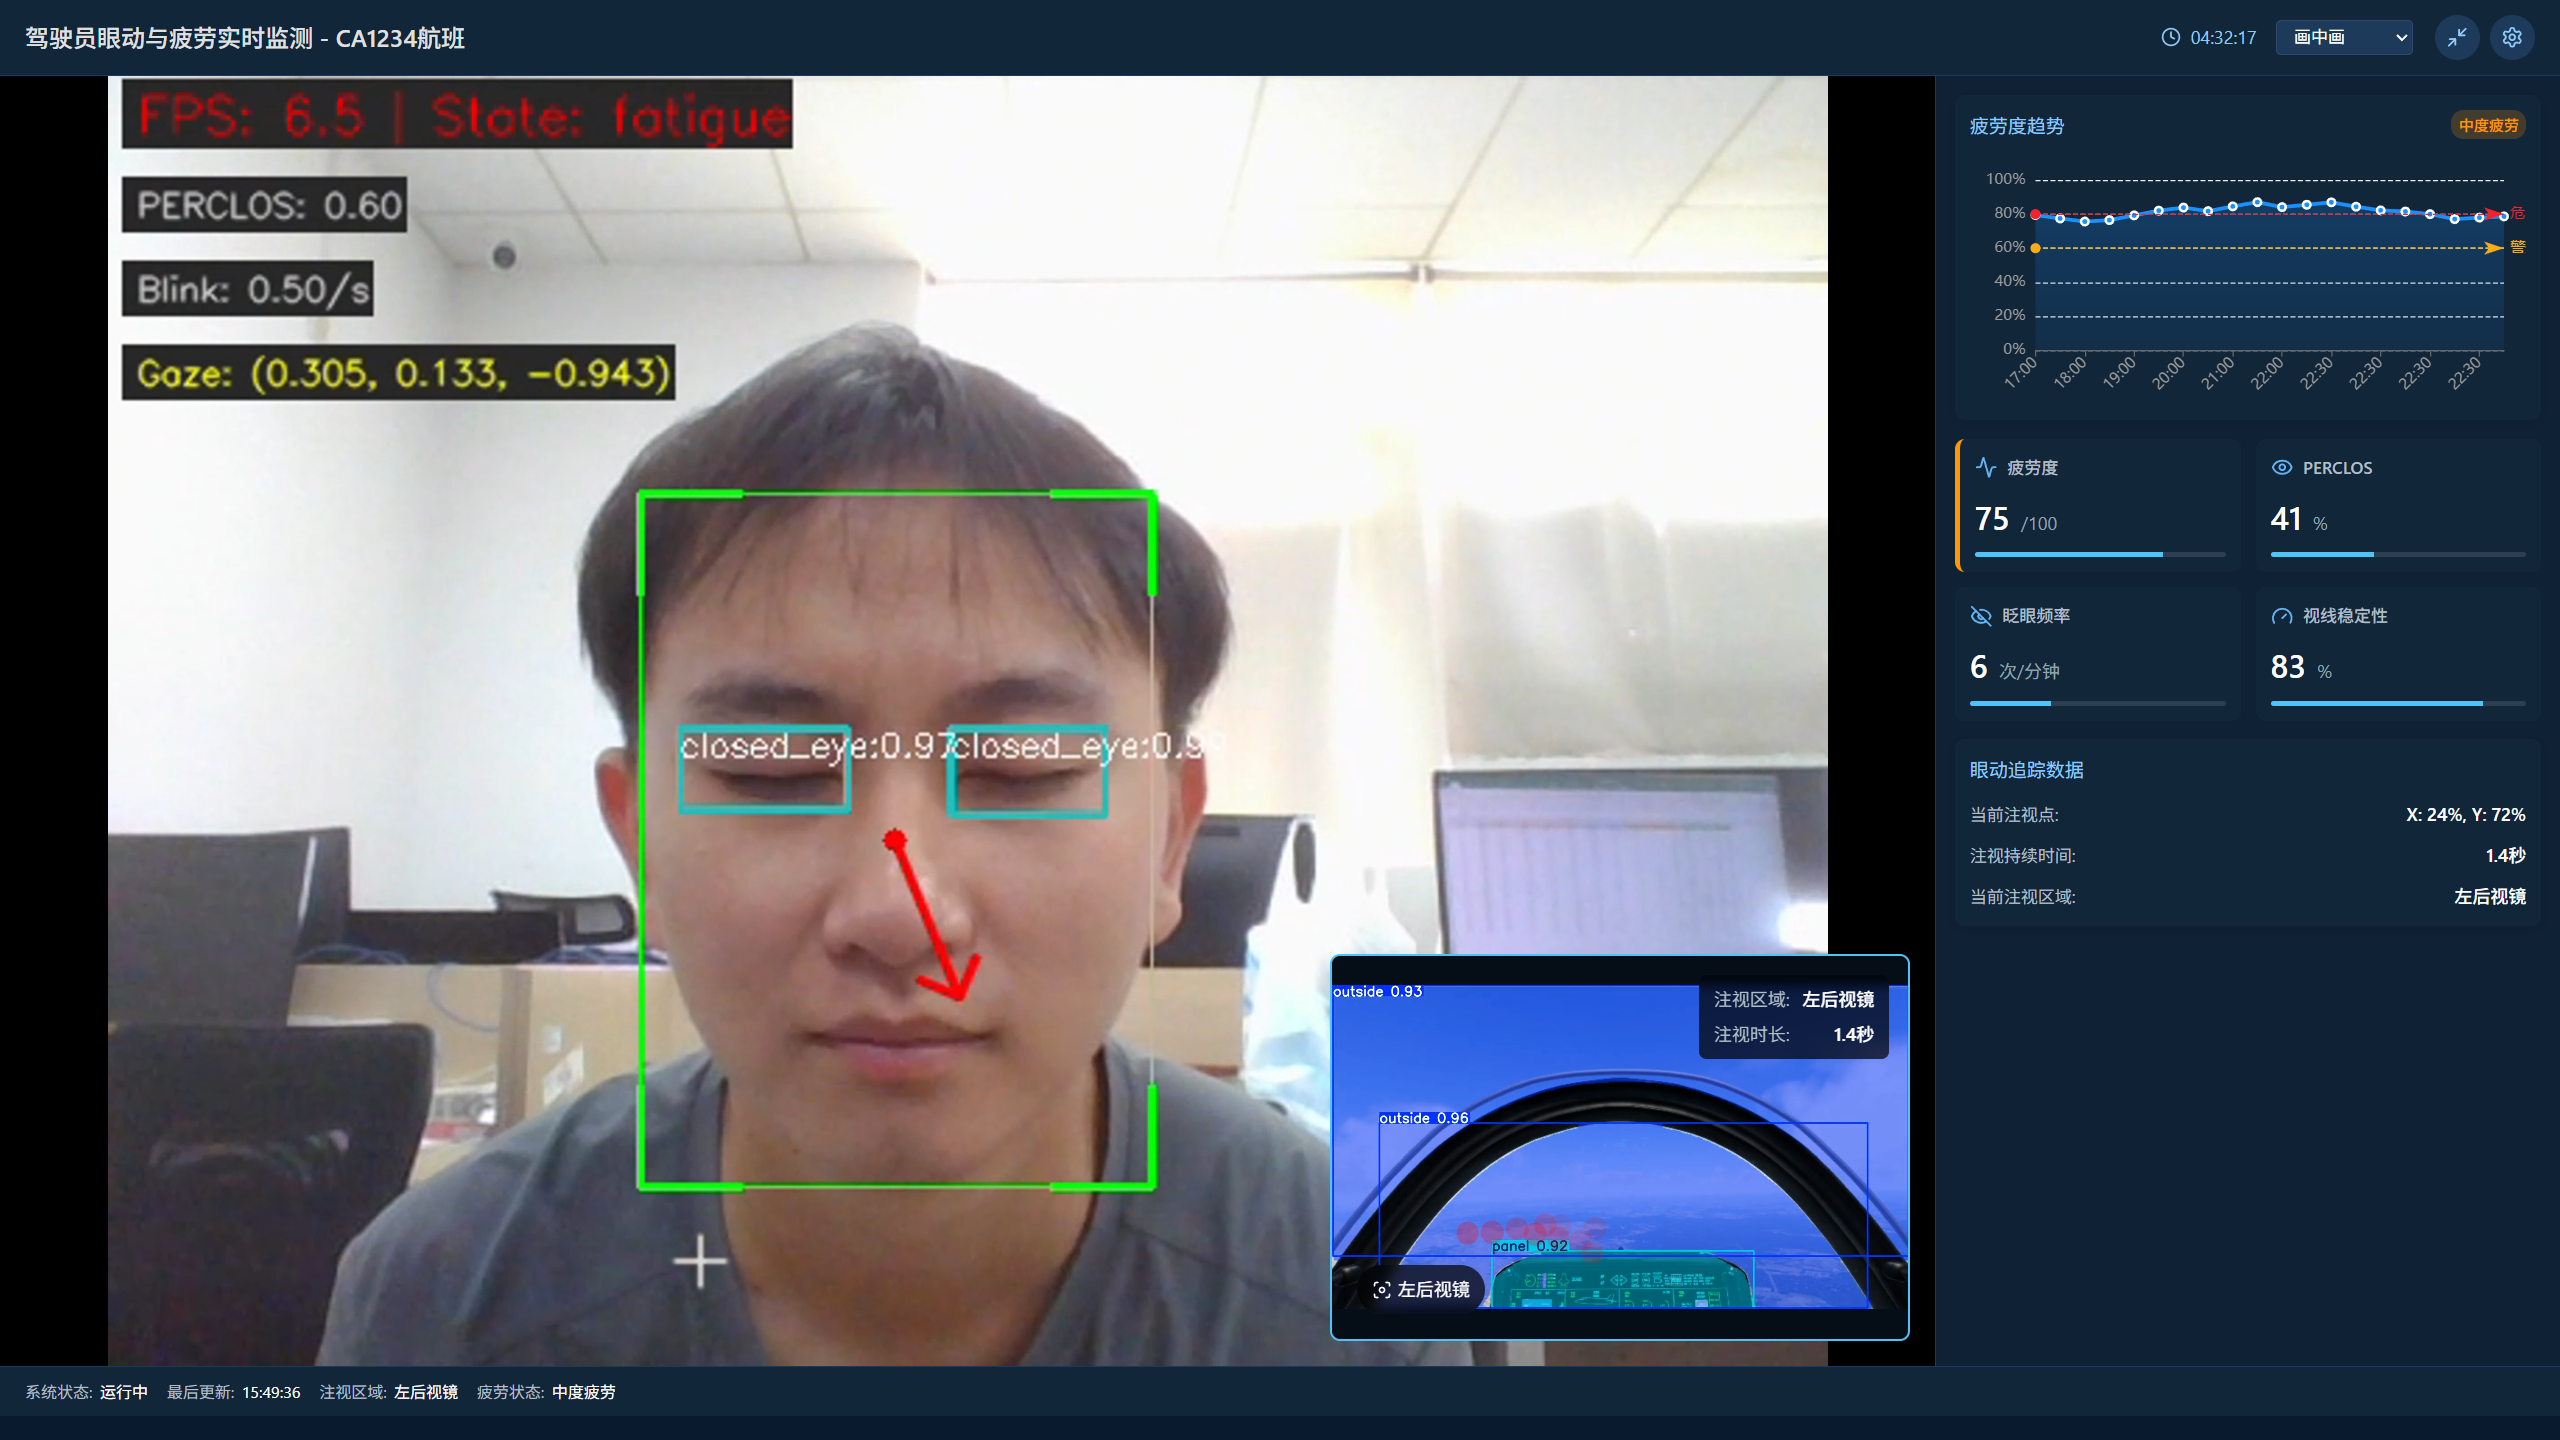 驾驶员眼动与疲劳实时监测 - CA1234航班
04:32:17
画中画
FPS: 6.5 | State: fatigue
PERCLOS: 0.60
Blink: 0.50/s
Gaze: (0.305, 0.133, -0.943)
closed_eye:0.97
closed_eye:0.99
outside 0.93
注视区域: 左后视镜
注视时长: 1.4秒
outside 0.96
panel 0.92
左后视镜
疲劳度趋势
中度疲劳
100%
80%
危
60%
警
40%
20%
0%
17:00 18:00 19:00 20:00 21:00 22:00 22:30 22:30 22:30 22:30
疲劳度
75 /100
PERCLOS
41 %
眨眼频率
6 次/分钟
视线稳定性
83 %
眼动追踪数据
当前注视点: X: 24%, Y: 72%
注视持续时间: 1.4秒
当前注视区域: 左后视镜
系统状态: 运行中 最后更新: 15:49:36 注视区域: 左后视镜 疲劳状态: 中度疲劳